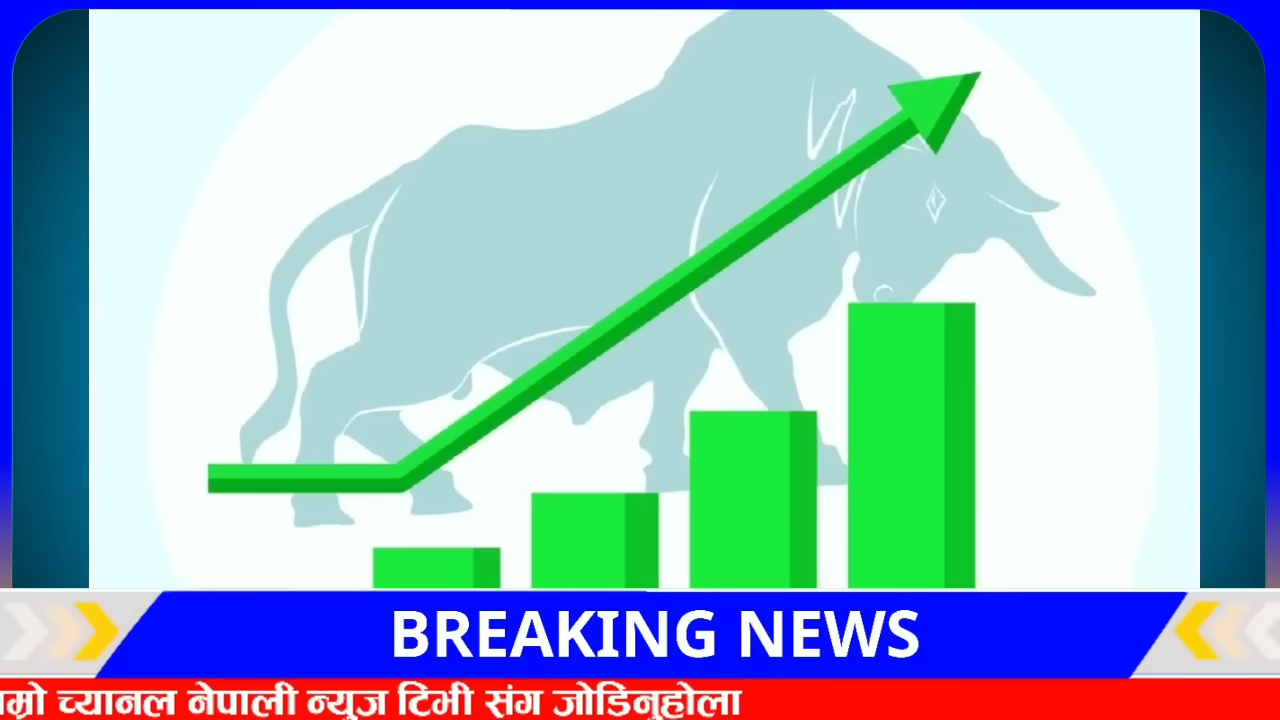 BREAKING NEWS
म्रो च्यानल नेपाली न्युज टिभी संग जोडिनुहोला